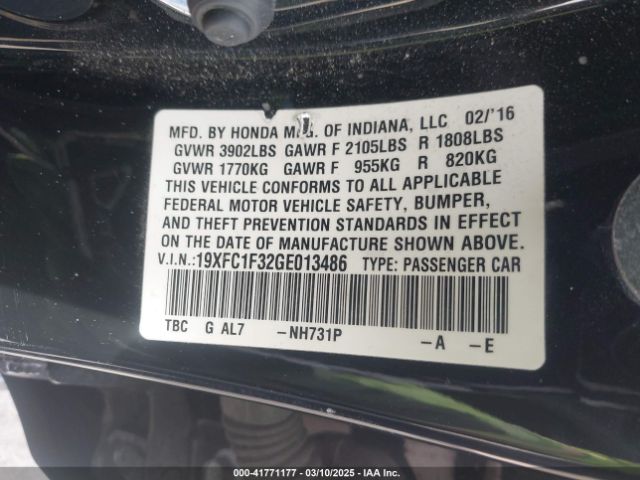 MFD. BY HONDA M G. OF INDIANA, LLC 02/'16
GVWR 3902LBS GAWR F 2105LBS R 1808LBS
GVWR 1770KG GAWR F 955KG R 820KG
THIS VEHICLE CONFORMS TO ALL APPLICABLE
FEDERAL MOTOR VEHICLE SAFETY, BUMPER,
AND THEFT PREVENTION STANDARDS IN EFFECT
ON THE DATE OF MANUFACTURE SHOWN ABOVE.
V.I.N.:19XFC1F32GE013486 TYPE: PASSENGER CAR
TBC G AL7 –NH731P –A –E
000-41771177 — 03/10/2025 — IAA Inc.